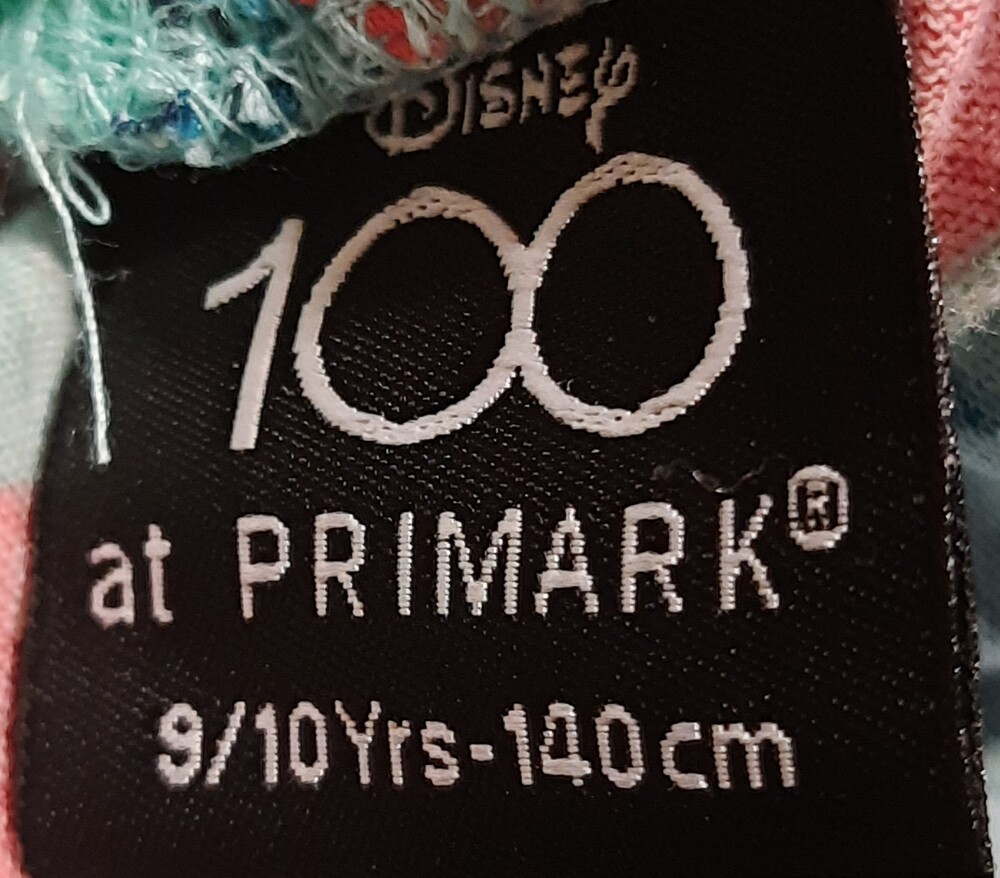 DISNEY
100
at PRIMARK®
9/10Yrs-140cm